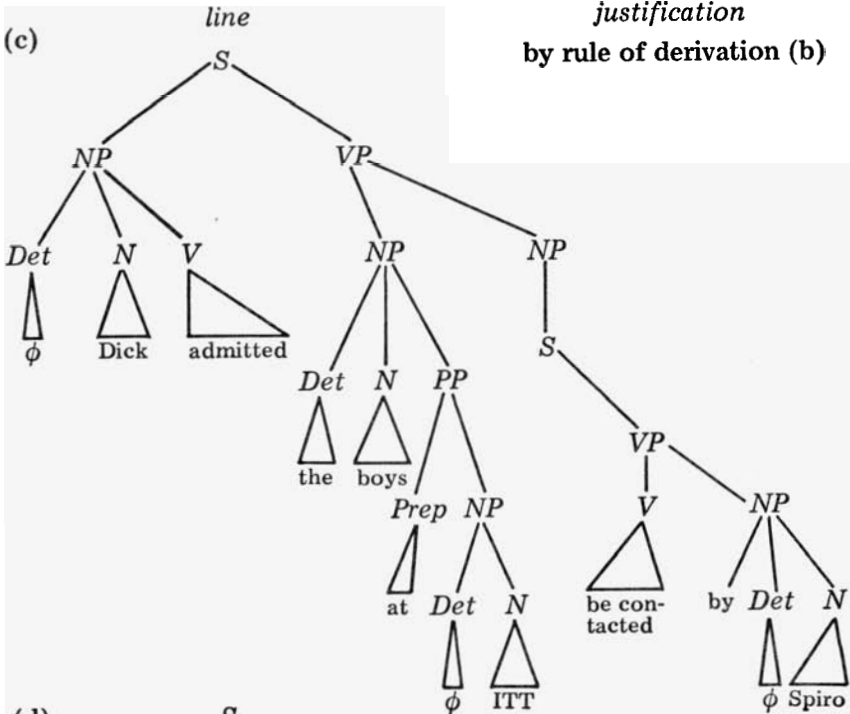 line justification
(c) by rule of derivation (b)
S
NP VP
Det N V NP NP
ϕ Dick admitted
S
Det N PP
VP
the boys
Prep NP V NP
at Det N be con- by Det N
tacted
ϕ ITT ϕ Spiro